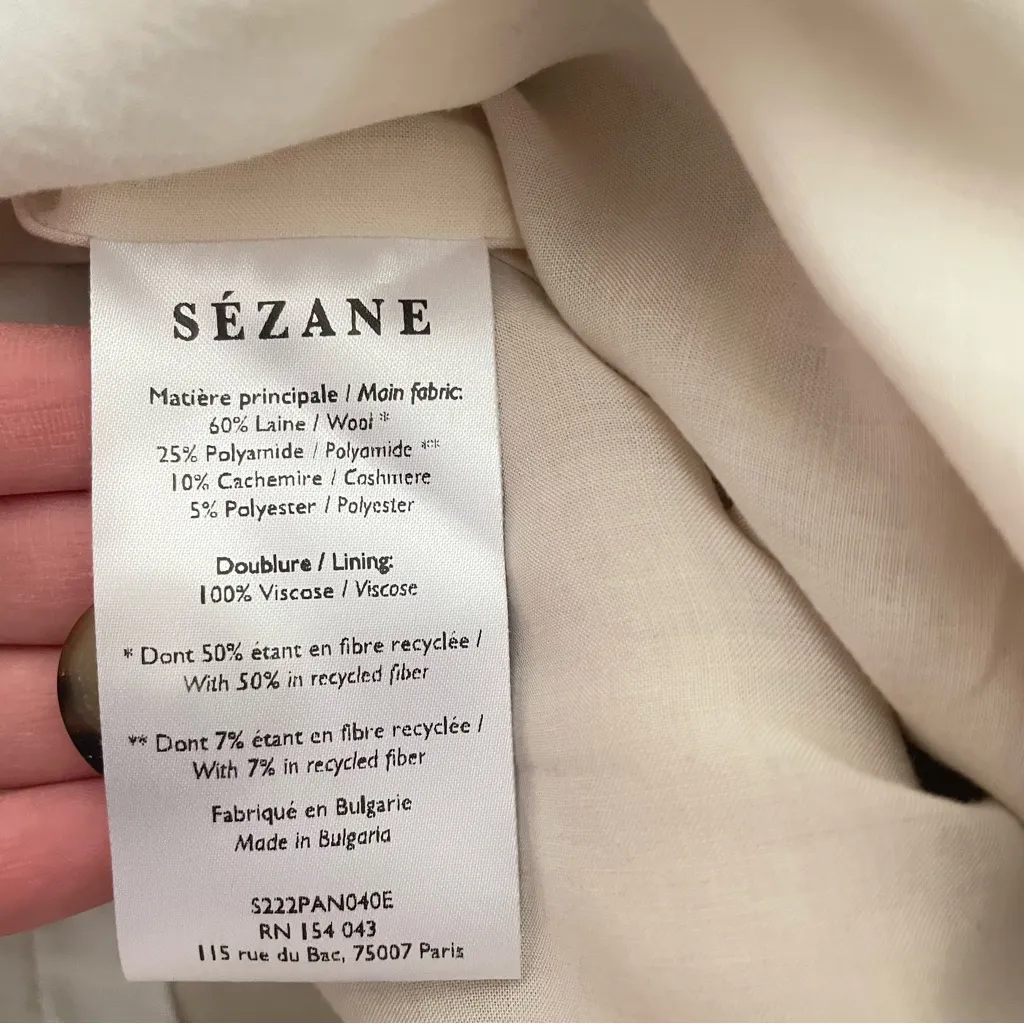 SÉZANE
Matière principale / Main fabric:
60% Laine / Wool *
25% Polyamide / Polyamide **
10% Cachemire / Cashmere
5% Polyester / Polyester
Doublure / Lining:
100% Viscose / Viscose
* Dont 50% étant en fibre recyclée /
With 50% in recycled fiber
** Dont 7% étant en fibre recyclée /
With 7% in recycled fiber
Fabriqué en Bulgarie
Made in Bulgaria
S222PAN040E
RN 154 043
115 rue du Bac, 75007 Paris